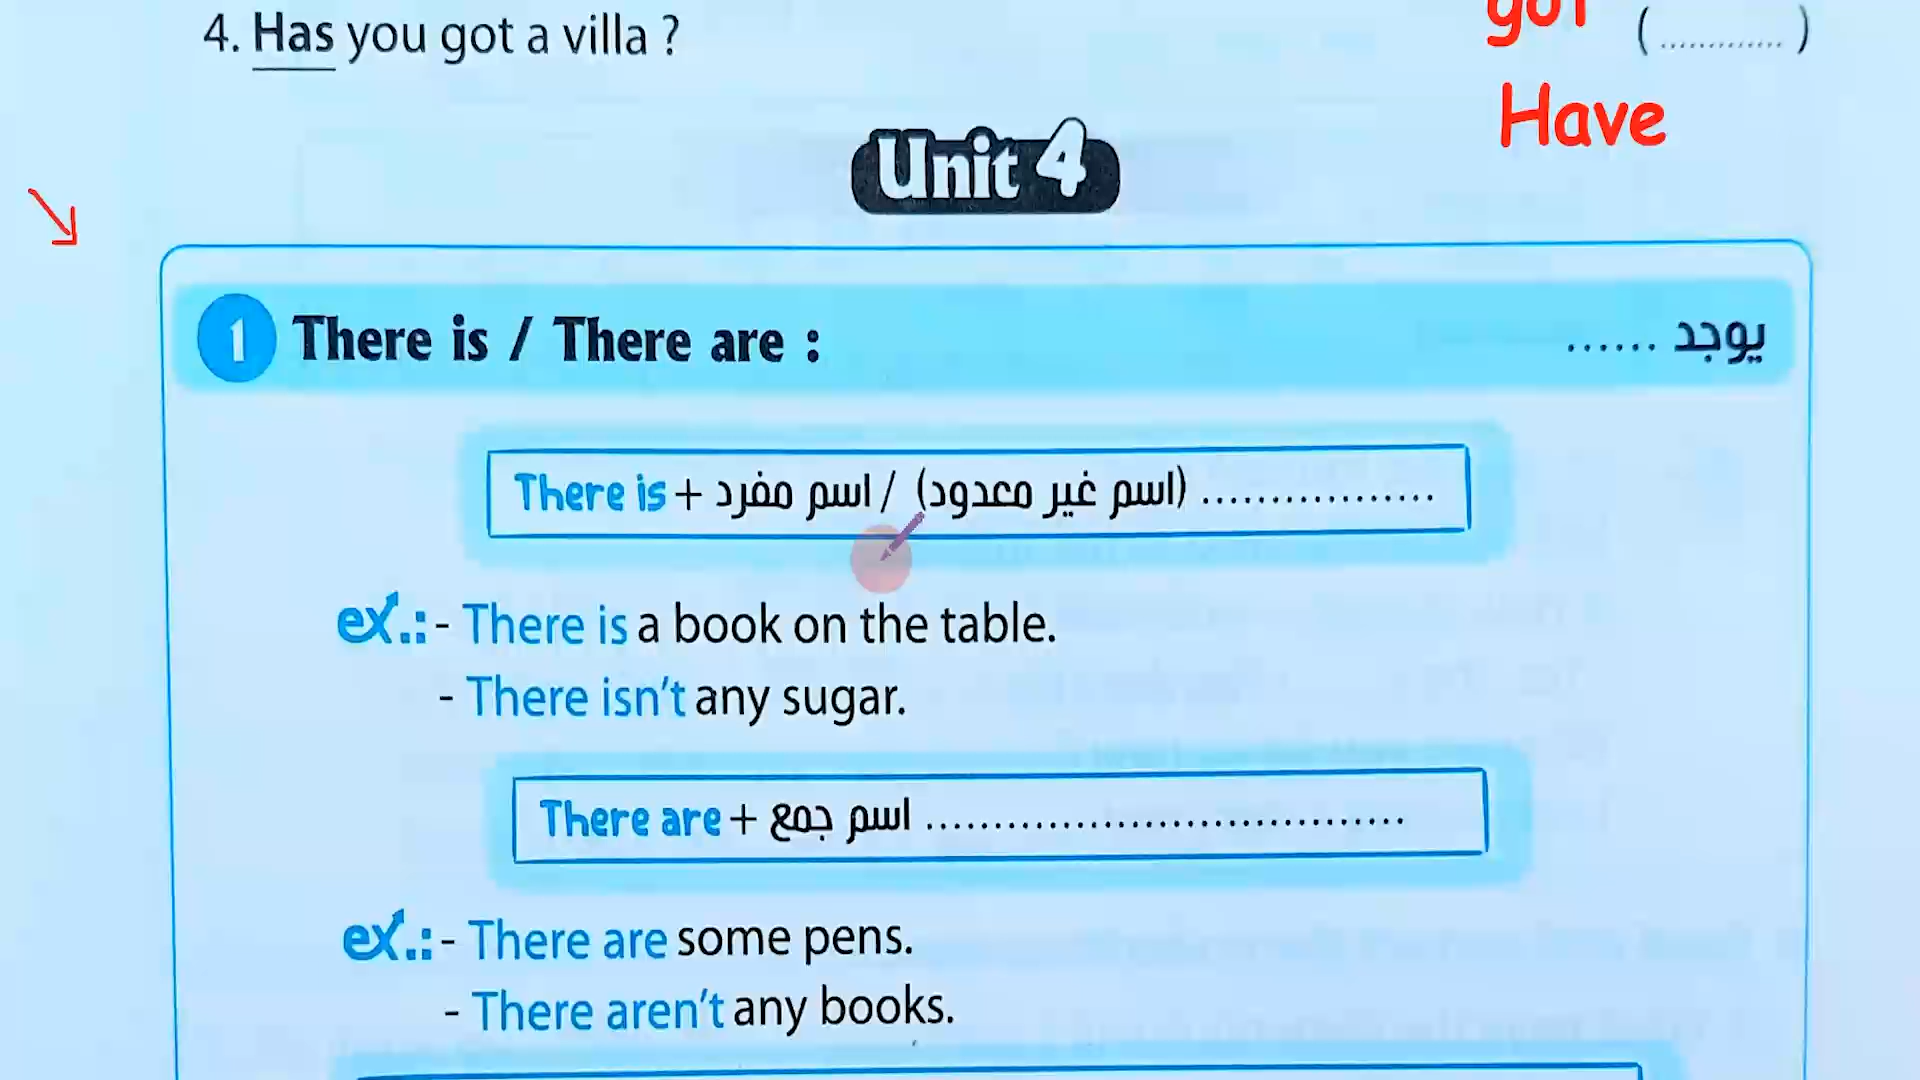 4. Has you got a villa ?
got (............)
Have
Unit 4
1 There is / There are : يوجد ......
There is + اسم مفرد / (اسم غير معدود) .................
ex.: - There is a book on the table.
- There isn't any sugar.
There are + اسم جمع ....................................
ex.: - There are some pens.
- There aren't any books.